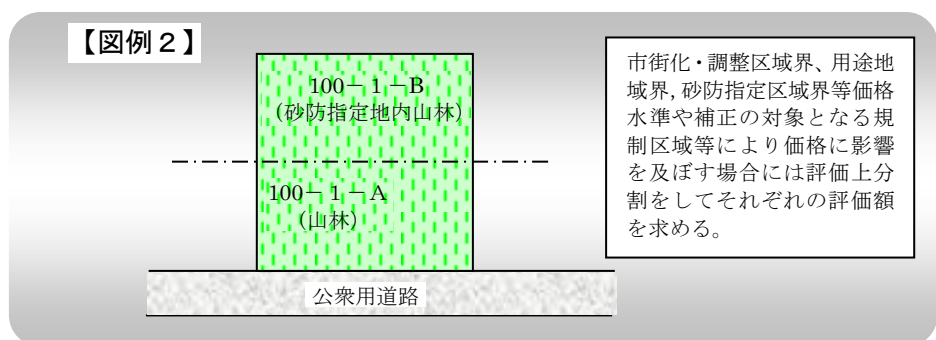 【図例２】
100－1－B
（砂防指定地内山林）
100－1－A
（山林）
公衆用道路
市街化・調整区域界、用途地
域界,砂防指定区域界等価格
水準や補正の対象となる規
制区域等により価格に影響
を及ぼす場合には評価上分
割をしてそれぞれの評価額
を求める。